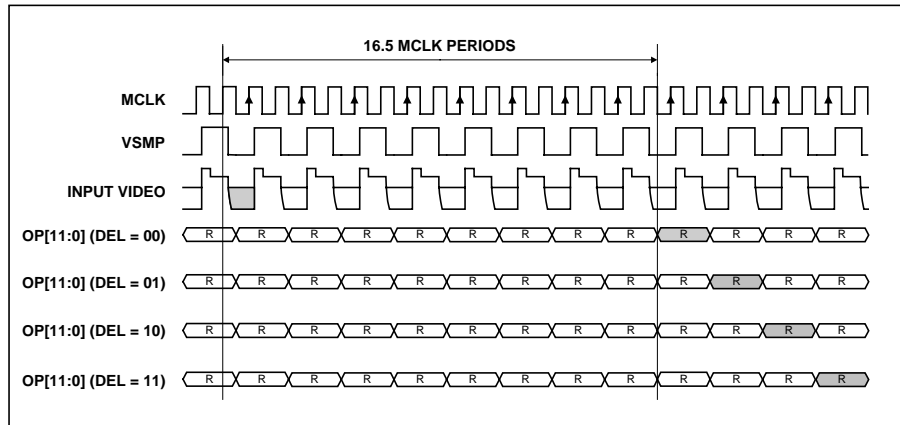 16.5 MCLK PERIODS
MCLK
VSMP
INPUT VIDEO
OP[11:0] (DEL = 00) R R R R R R R R R R R R R
OP[11:0] (DEL = 01) R R R R R R R R R R R R R
OP[11:0] (DEL = 10) R R R R R R R R R R R R R
OP[11:0] (DEL = 11) R R R R R R R R R R R R R